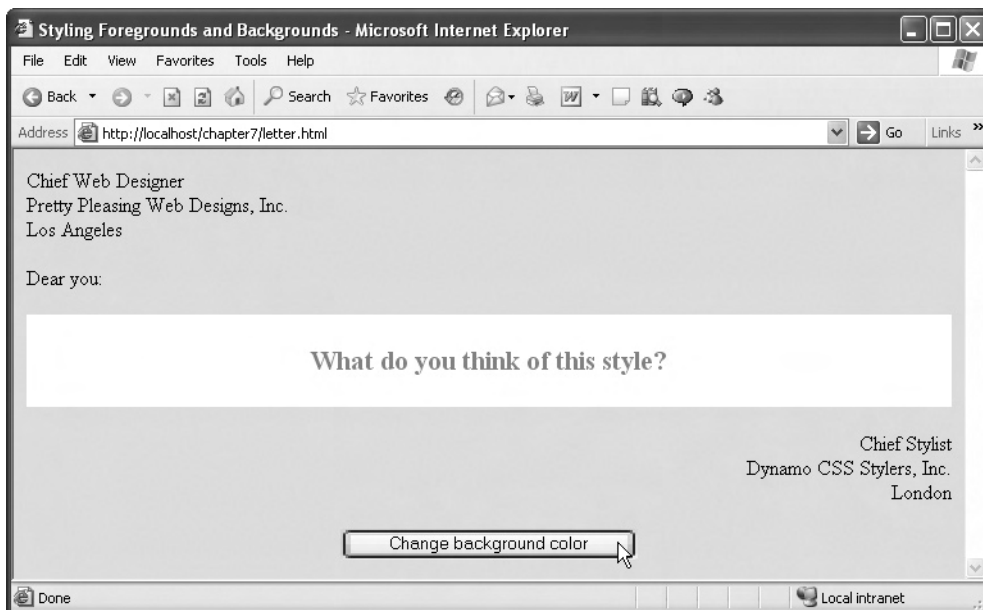 Styling Foregrounds and Backgrounds - Microsoft Internet Explorer
File Edit View Favorites Tools Help
Back Search Favorites W
Address http://localhost/chapter7/letter.html Go Links »
Chief Web Designer
Pretty Pleasing Web Designs, Inc.
Los Angeles
Dear you:
What do you think of this style?
Chief Stylist
Dynamo CSS Stylers, Inc.
London
Change background color
Done Local intranet